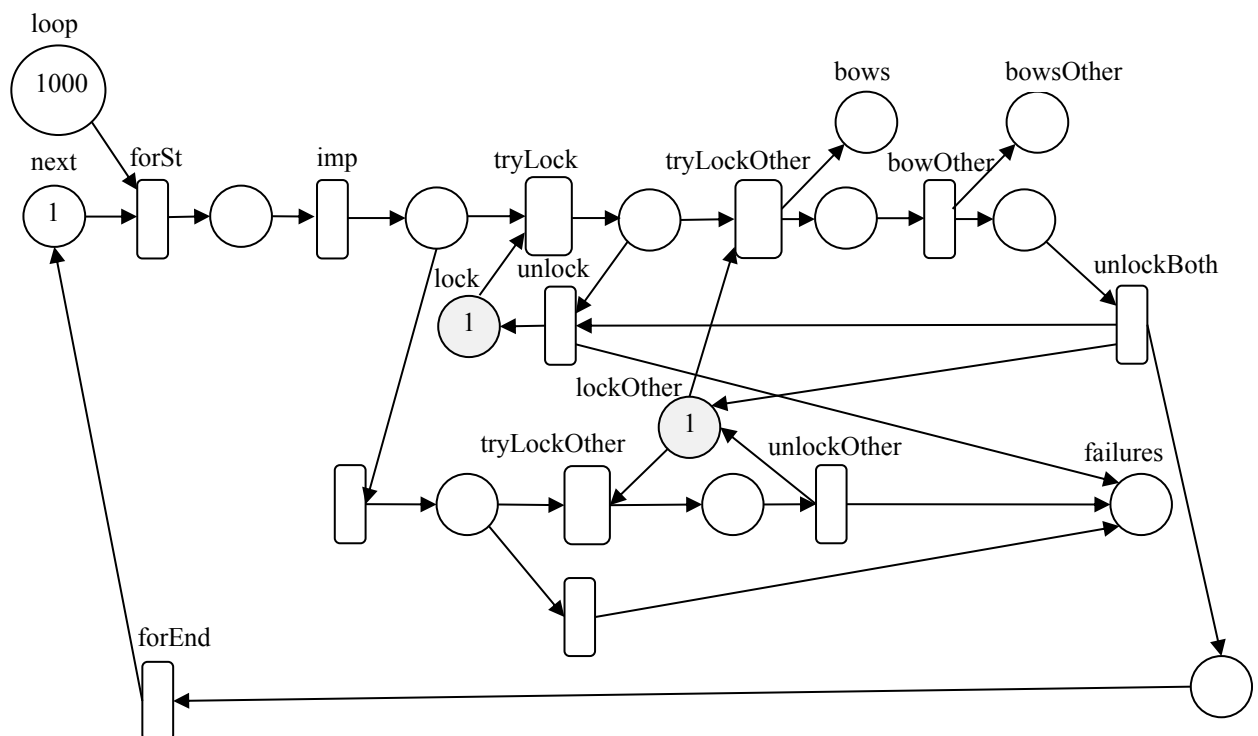 loop
1000
bows
bowsOther
next
forSt
imp
tryLock
tryLockOther
bowOther
1
lock
unlock
unlockBoth
1
lockOther
1
tryLockOther
unlockOther
failures
forEnd